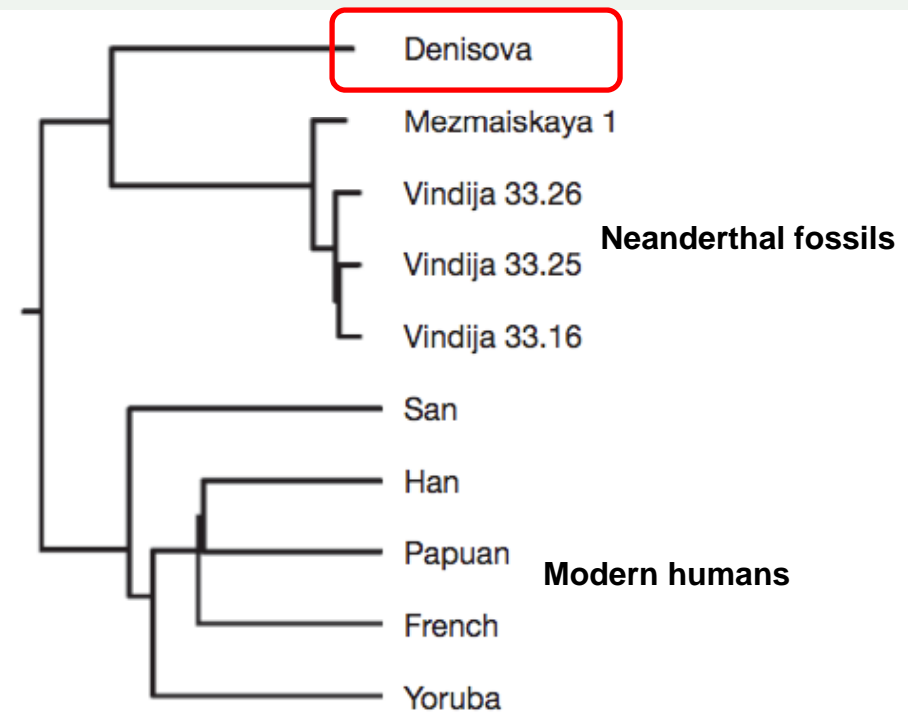 Denisova
Mezmaiskaya 1
Vindija 33.26
Neanderthal fossils
Vindija 33.25
Vindija 33.16
San
Han
Papuan
Modern humans
French
Yoruba